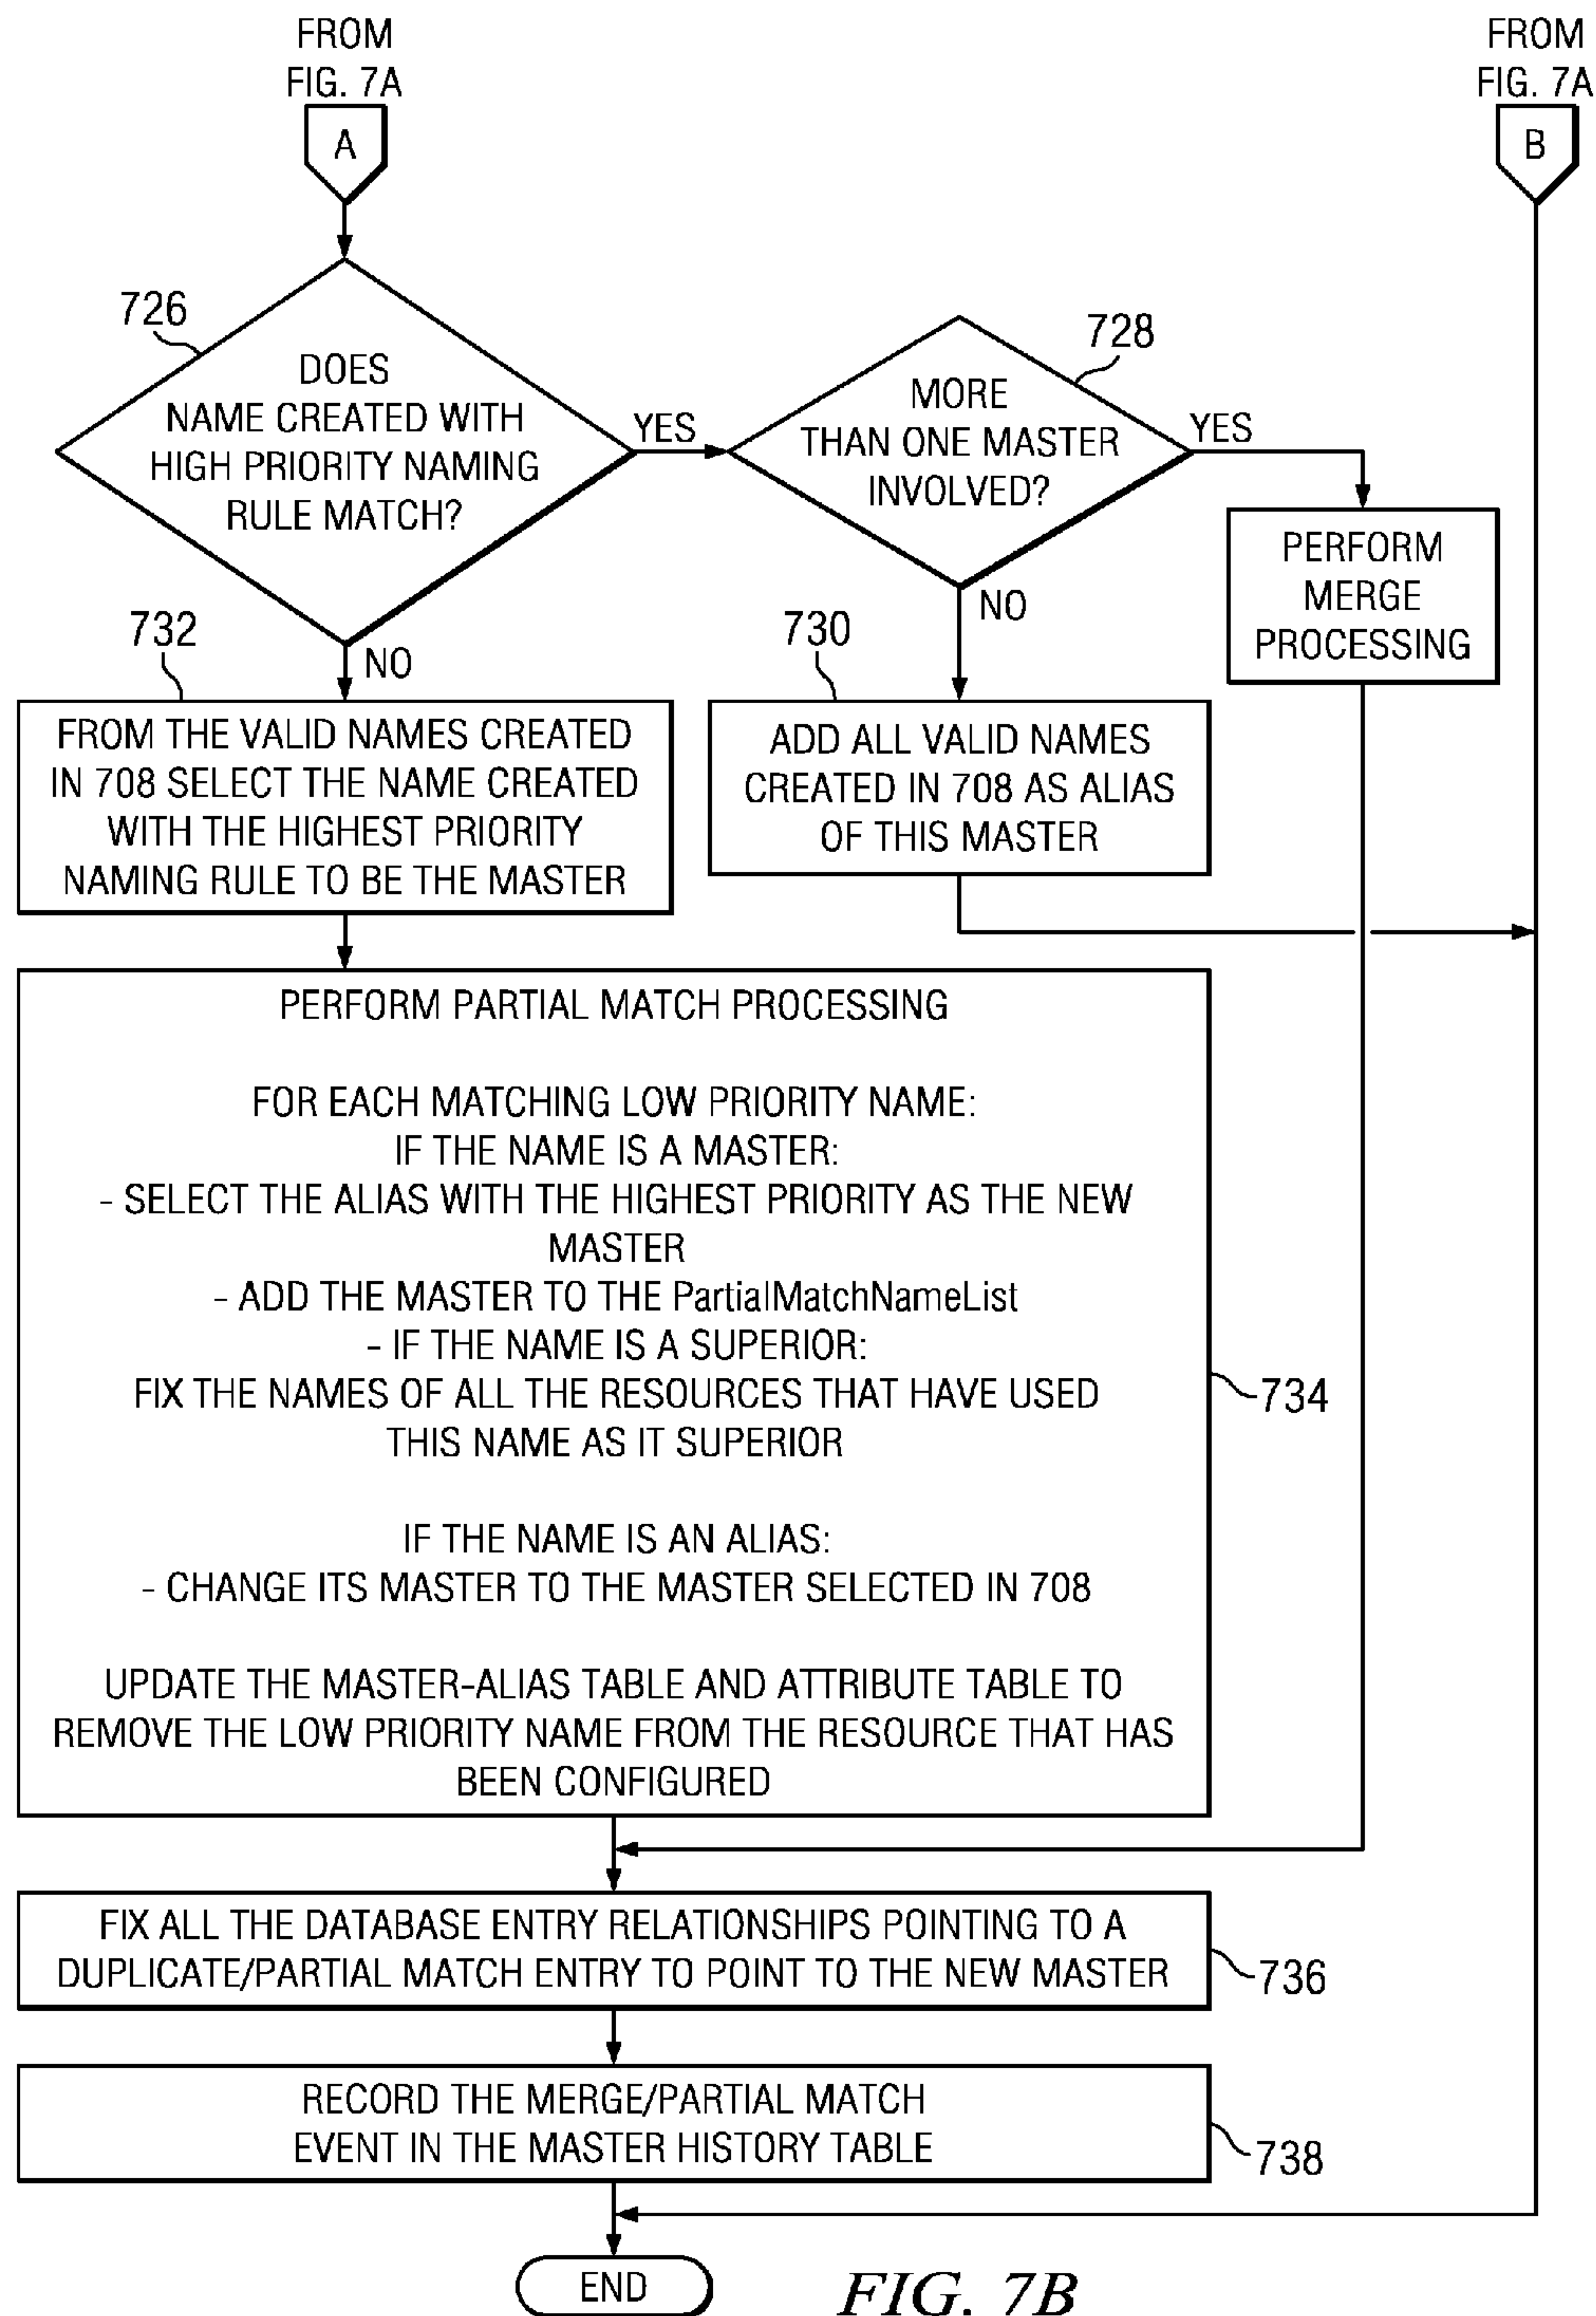 FROM
FIG. 7A
A
FROM
FIG. 7A
B
726
DOES
NAME CREATED WITH
HIGH PRIORITY NAMING
RULE MATCH?
YES
728
MORE
THAN ONE MASTER
INVOLVED?
YES
PERFORM
MERGE
PROCESSING
NO
732
FROM THE VALID NAMES CREATED
IN 708 SELECT THE NAME CREATED
WITH THE HIGHEST PRIORITY
NAMING RULE TO BE THE MASTER
NO
730
ADD ALL VALID NAMES
CREATED IN 708 AS ALIAS
OF THIS MASTER
PERFORM PARTIAL MATCH PROCESSING
FOR EACH MATCHING LOW PRIORITY NAME:
IF THE NAME IS A MASTER:
- SELECT THE ALIAS WITH THE HIGHEST PRIORITY AS THE NEW
MASTER
- ADD THE MASTER TO THE PartialMatchNameList
- IF THE NAME IS A SUPERIOR:
FIX THE NAMES OF ALL THE RESOURCES THAT HAVE USED
THIS NAME AS IT SUPERIOR
IF THE NAME IS AN ALIAS:
- CHANGE ITS MASTER TO THE MASTER SELECTED IN 708
UPDATE THE MASTER-ALIAS TABLE AND ATTRIBUTE TABLE TO
REMOVE THE LOW PRIORITY NAME FROM THE RESOURCE THAT HAS
BEEN CONFIGURED
734
FIX ALL THE DATABASE ENTRY RELATIONSHIPS POINTING TO A
DUPLICATE/PARTIAL MATCH ENTRY TO POINT TO THE NEW MASTER
736
RECORD THE MERGE/PARTIAL MATCH
EVENT IN THE MASTER HISTORY TABLE
738
END
FIG. 7B